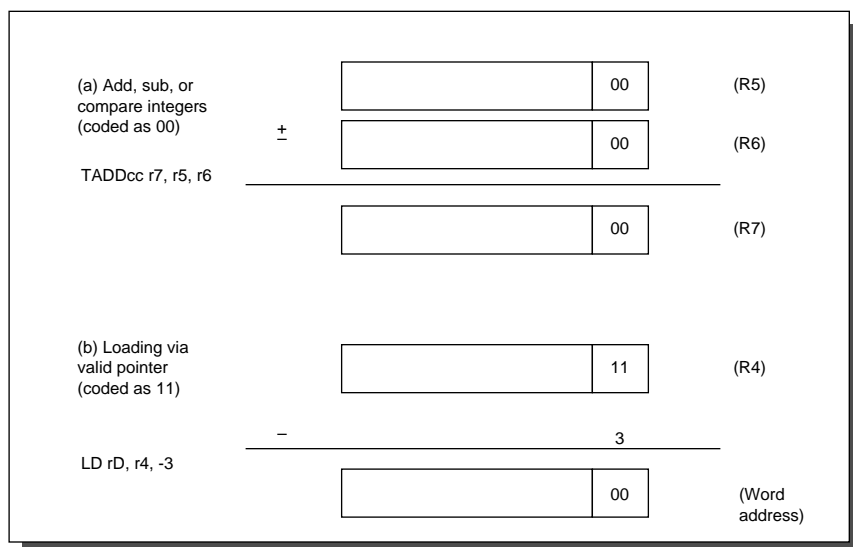 (a) Add, sub, or
compare integers
(coded as 00)
TADDcc r7, r5, r6
00 (R5)
± 00 (R6)
00 (R7)
(b) Loading via
valid pointer
(coded as 11)
LD rD, r4, -3
11 (R4)
– 3
00 (Word
address)